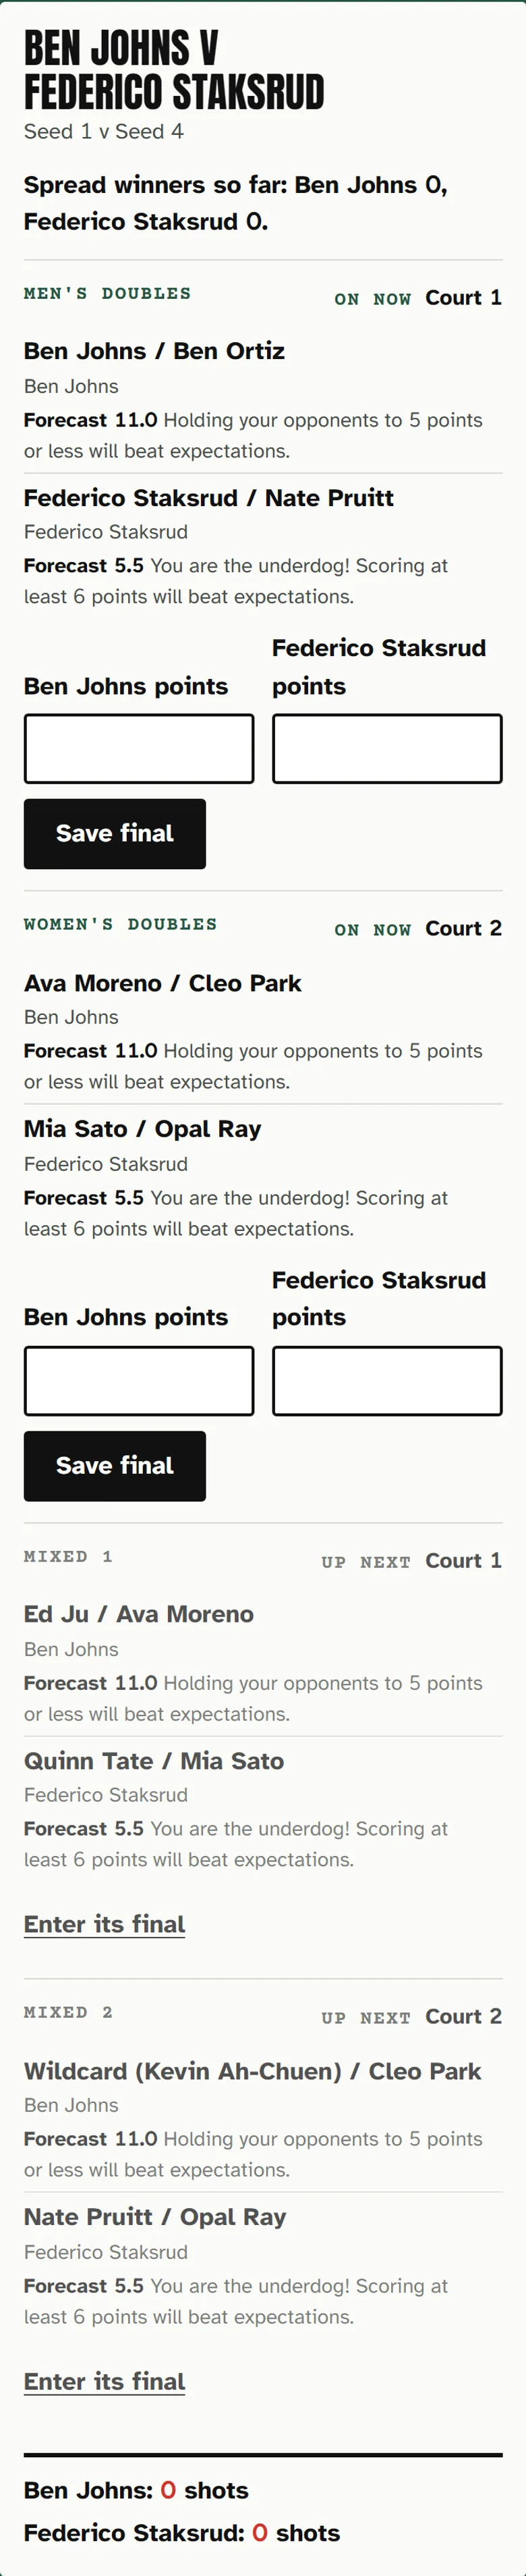 BEN JOHNS V
FEDERICO STAKSRUD
Seed 1 v Seed 4
Spread winners so far: Ben Johns 0,
Federico Staksrud 0.
MEN'S DOUBLES
ON NOW Court 1
Ben Johns / Ben Ortiz
Ben Johns
Forecast 11.0 Holding your opponents to 5 points
or less will beat expectations.
Federico Staksrud / Nate Pruitt
Federico Staksrud
Forecast 5.5 You are the underdog! Scoring at
least 6 points will beat expectations.
Ben Johns points
Federico Staksrud
points
Save final
WOMEN'S DOUBLES
ON NOW Court 2
Ava Moreno / Cleo Park
Ben Johns
Forecast 11.0 Holding your opponents to 5 points
or less will beat expectations.
Mia Sato / Opal Ray
Federico Staksrud
Forecast 5.5 You are the underdog! Scoring at
least 6 points will beat expectations.
Ben Johns points
Federico Staksrud
points
Save final
MIXED 1
UP NEXT Court 1
Ed Ju / Ava Moreno
Ben Johns
Forecast 11.0 Holding your opponents to 5 points
or less will beat expectations.
Quinn Tate / Mia Sato
Federico Staksrud
Forecast 5.5 You are the underdog! Scoring at
least 6 points will beat expectations.
Enter its final
MIXED 2
UP NEXT Court 2
Wildcard (Kevin Ah-Chuen) / Cleo Park
Ben Johns
Forecast 11.0 Holding your opponents to 5 points
or less will beat expectations.
Nate Pruitt / Opal Ray
Federico Staksrud
Forecast 5.5 You are the underdog! Scoring at
least 6 points will beat expectations.
Enter its final
Ben Johns: 0 shots
Federico Staksrud: 0 shots